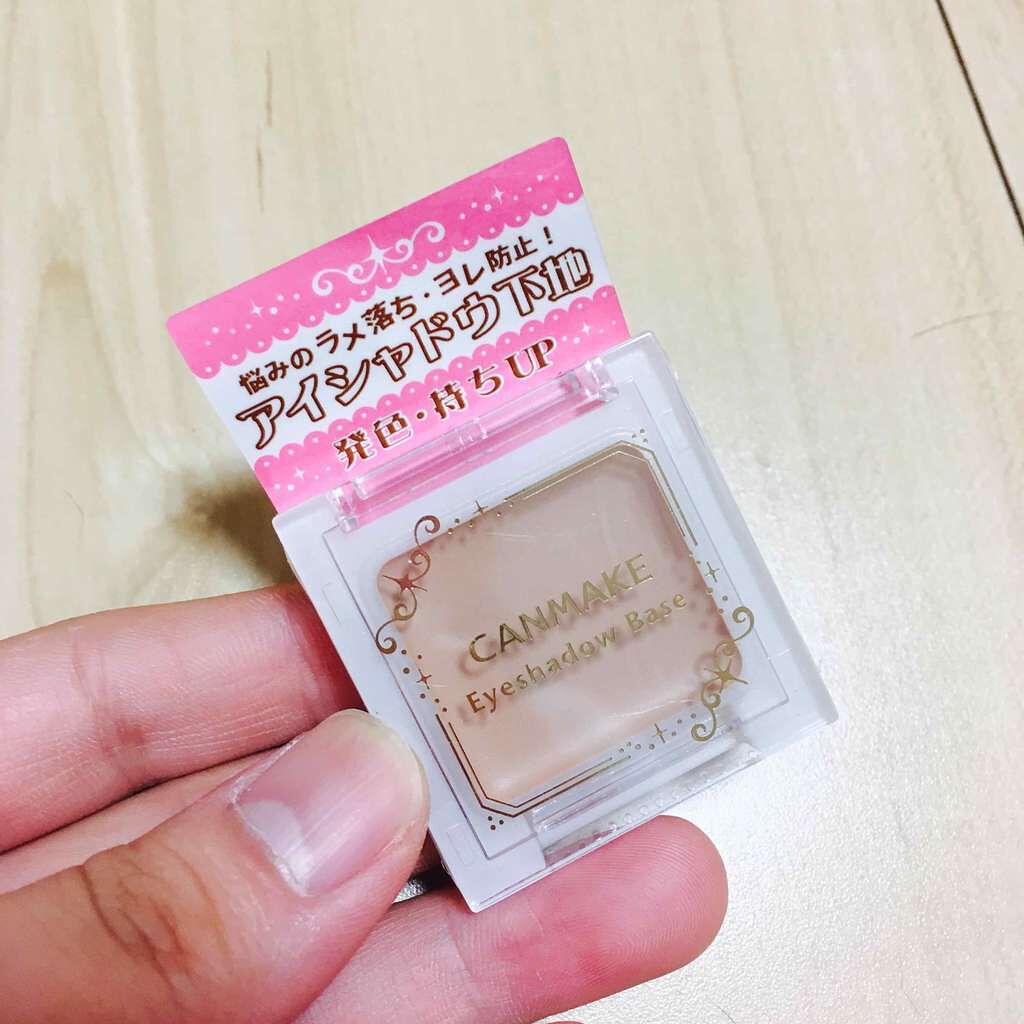 悩みのラメ落ち・ヨレ防止！
アイシャドウ下地
発色・持ちUP
CANMAKE
Eyeshadow Base